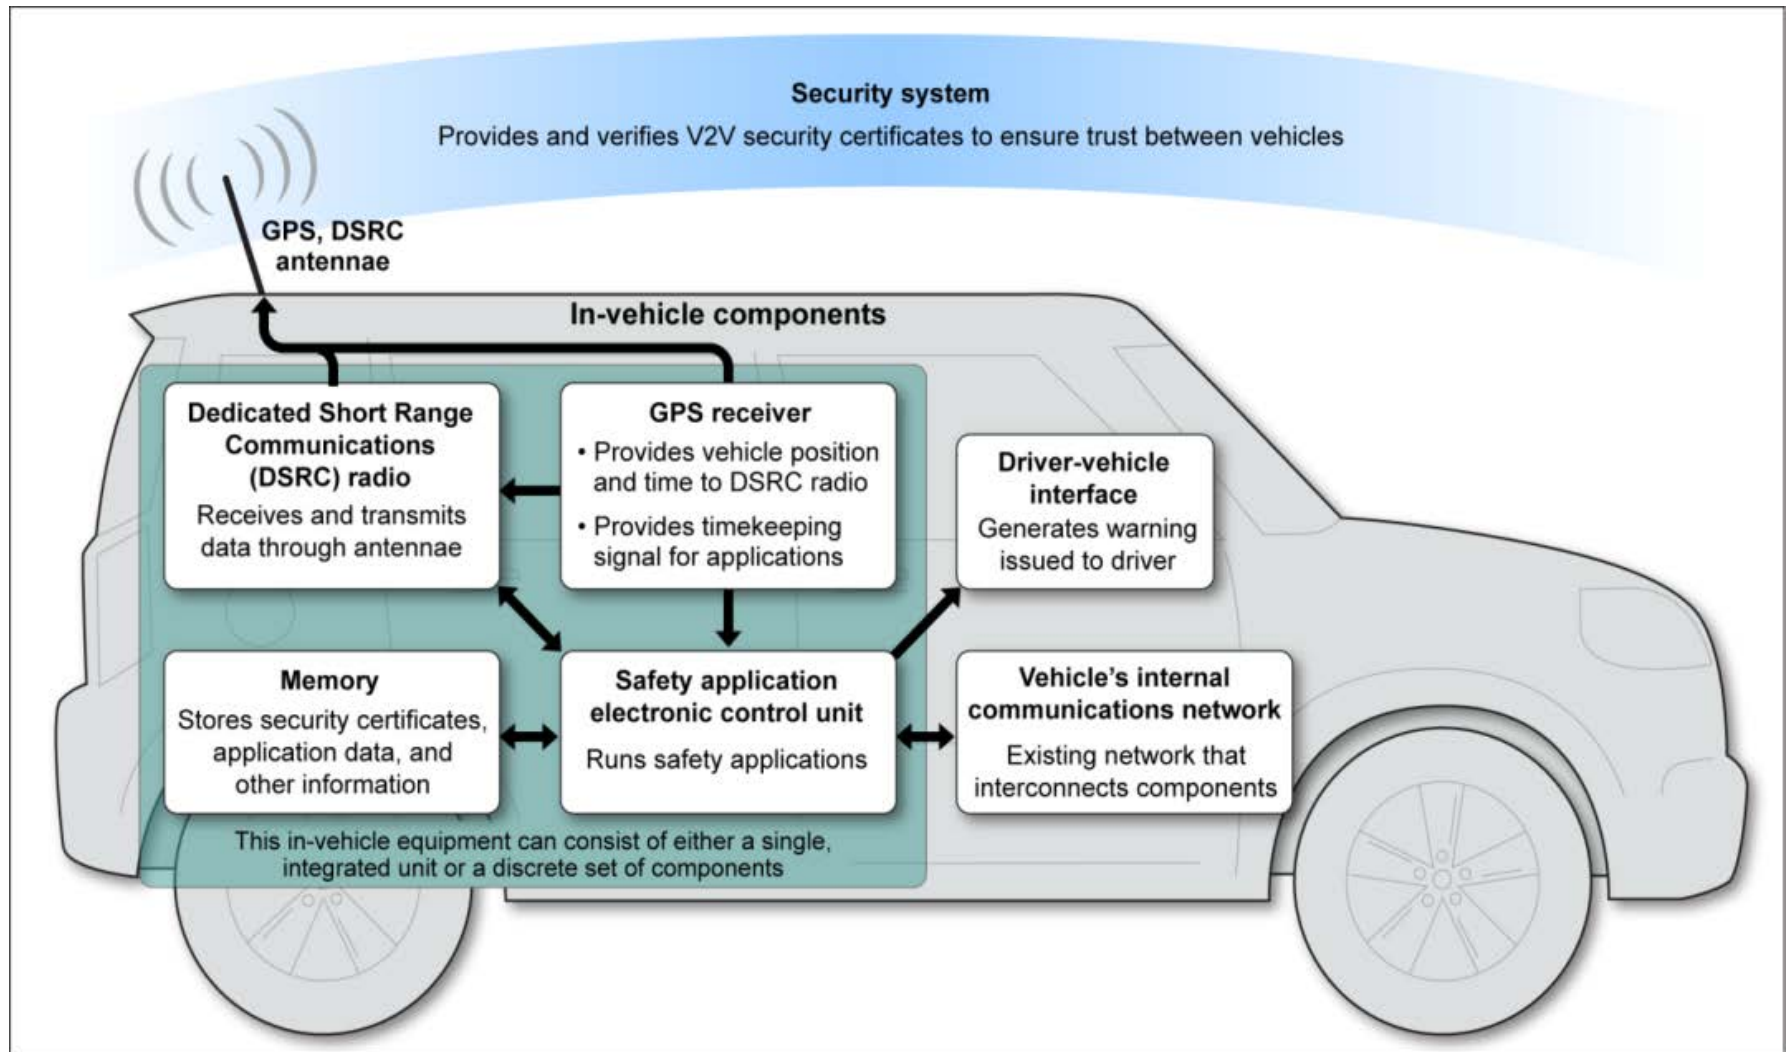 Security system
Provides and verifies V2V security certificates to ensure trust between vehicles
GPS, DSRC
antennae
In-vehicle components
Dedicated Short Range
Communications
(DSRC) radio
Receives and transmits
data through antennae
GPS receiver
• Provides vehicle position
and time to DSRC radio
• Provides timekeeping
signal for applications
Driver-vehicle
interface
Generates warning
issued to driver
Memory
Stores security certificates,
application data, and
other information
Safety application
electronic control unit
Runs safety applications
Vehicle’s internal
communications network
Existing network that
interconnects components
This in-vehicle equipment can consist of either a single,
integrated unit or a discrete set of components